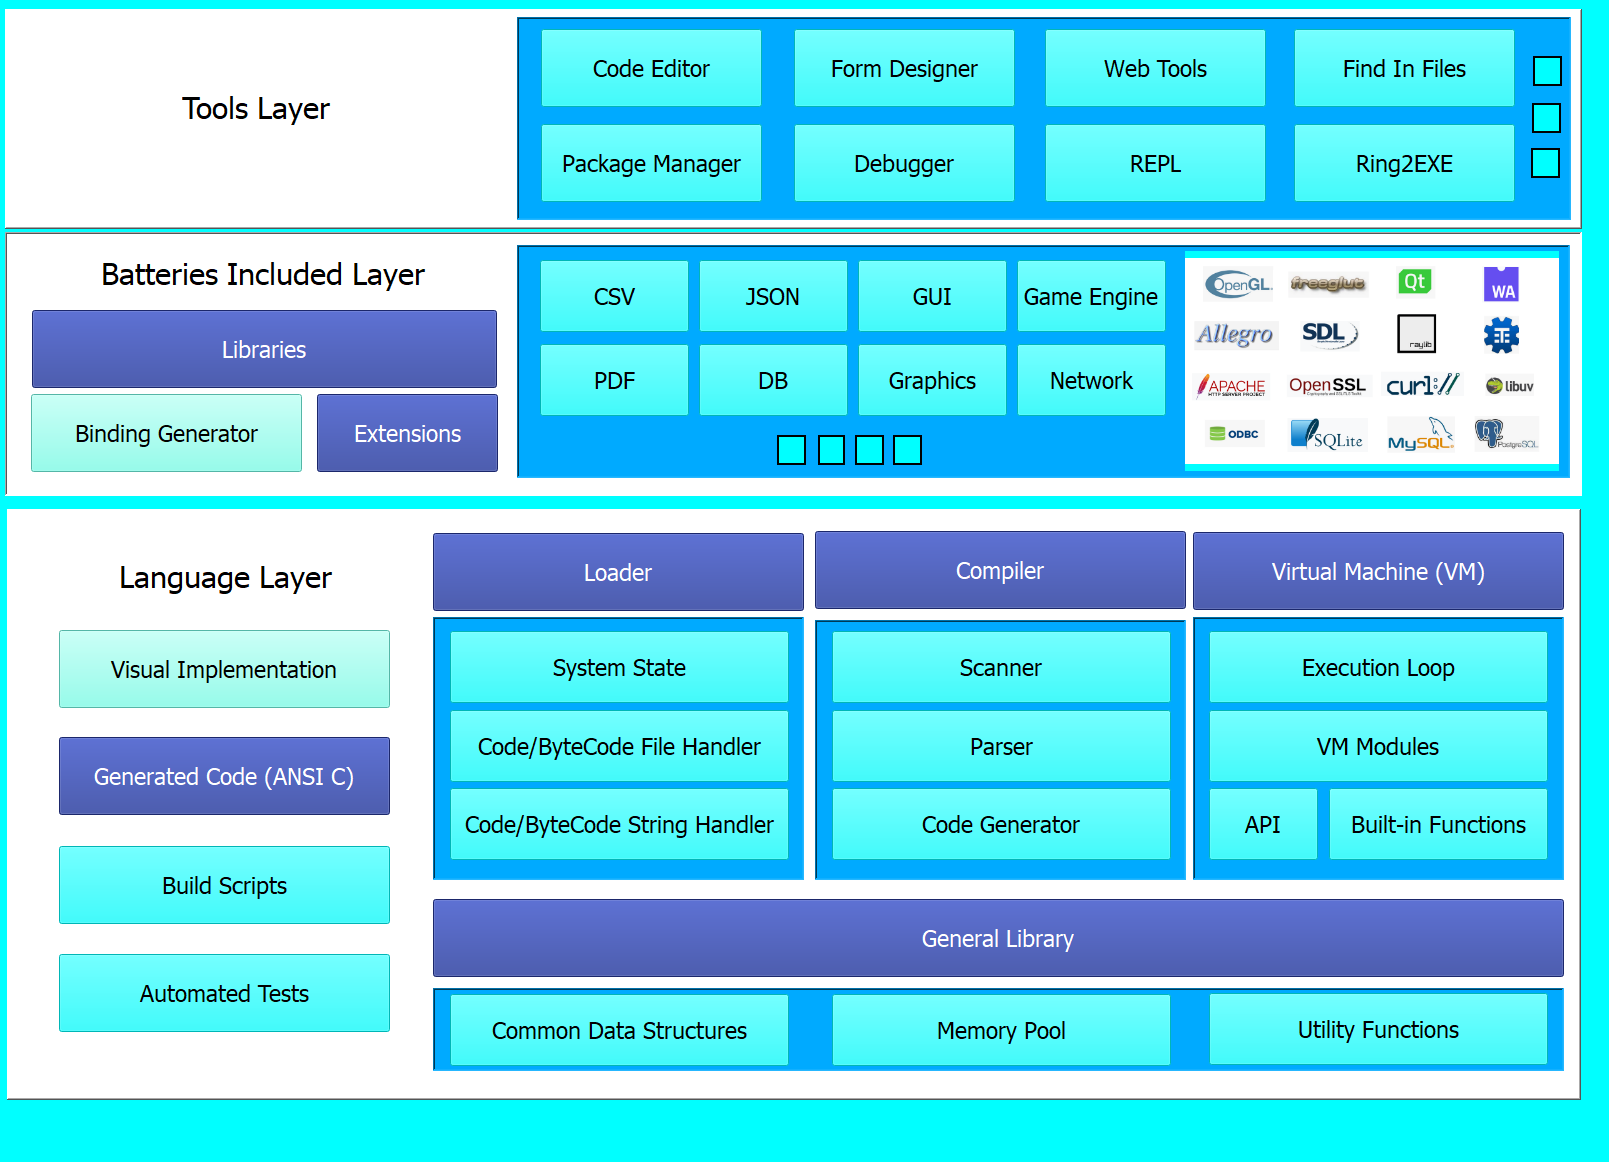 Tools Layer
Code Editor
Form Designer
Web Tools
Find In Files
Package Manager
Debugger
REPL
Ring2EXE
Batteries Included Layer
Libraries
Binding Generator
Extensions
CSV
JSON
GUI
Game Engine
PDF
DB
Graphics
Network
OpenGL
freeglut
Qt
WA
Allegro
SDL
raylib
APACHE
HTTP SERVER PROJECT
OpenSSL
curl://
libuv
ODBC
SQLite
MySQL
PostgreSQL
Language Layer
Visual Implementation
Generated Code (ANSI C)
Build Scripts
Automated Tests
Loader
Compiler
Virtual Machine (VM)
System State
Scanner
Execution Loop
Code/ByteCode File Handler
Parser
VM Modules
Code/ByteCode String Handler
Code Generator
API
Built-in Functions
General Library
Common Data Structures
Memory Pool
Utility Functions